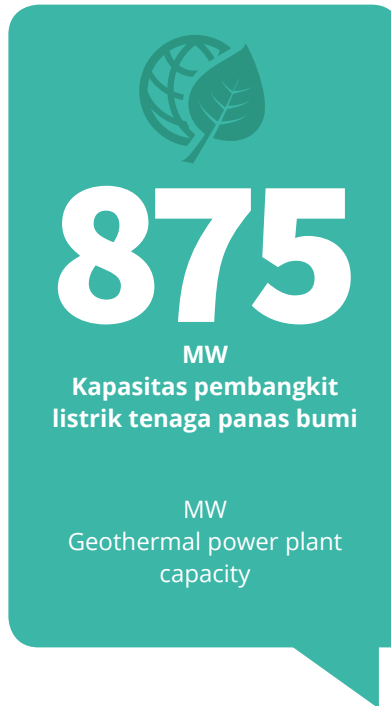 875
MW
Kapasitas pembangkit
listrik tenaga panas bumi
MW
Geothermal power plant
capacity